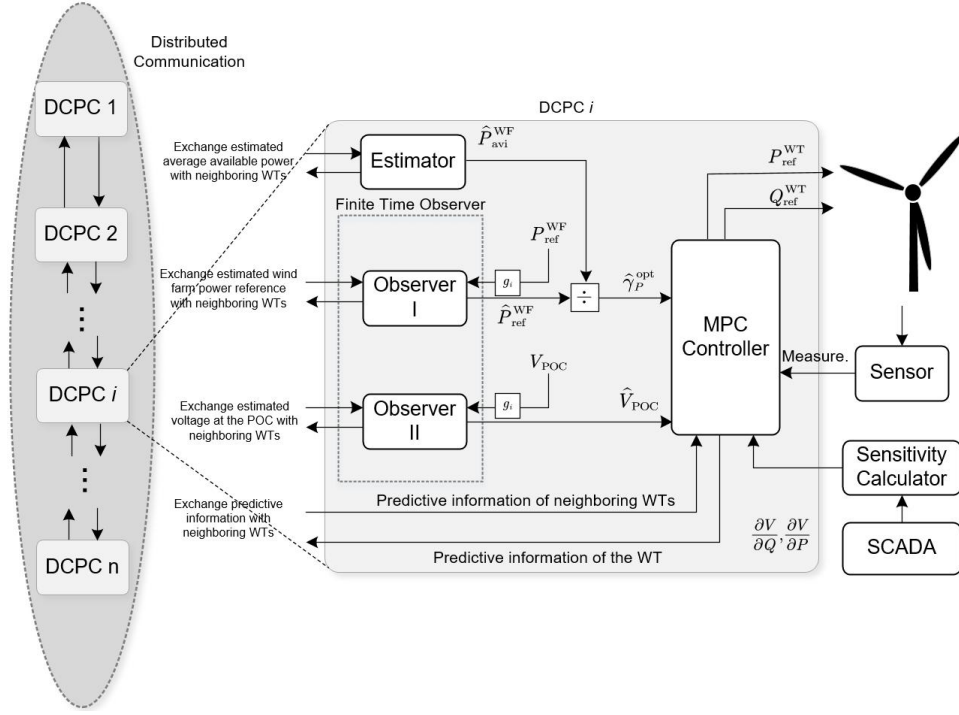 Distributed
Communication
DCPC 1
DCPC 2
⋮
DCPC i
⋮
DCPC n
DCPC i
Exchange estimated
average available power
with neighboring WTs
Estimator
P̂_avi^WF
Finite Time Observer
Exchange estimated wind
farm power reference
with neighboring WTs
Observer
I
P_ref^WF
g_i
P̂_ref^WF
÷
γ̂_P^opt
Exchange estimated
voltage at the POC with
neighboring WTs
Observer
II
V_POC
g_i
V̂_POC
MPC
Controller
P_ref^WT
Q_ref^WT
Measure.
Sensor
Sensitivity
Calculator
SCADA
∂V/∂Q, ∂V/∂P
Exchange predictive
information with
neighboring WTs
Predictive information of neighboring WTs
Predictive information of the WT